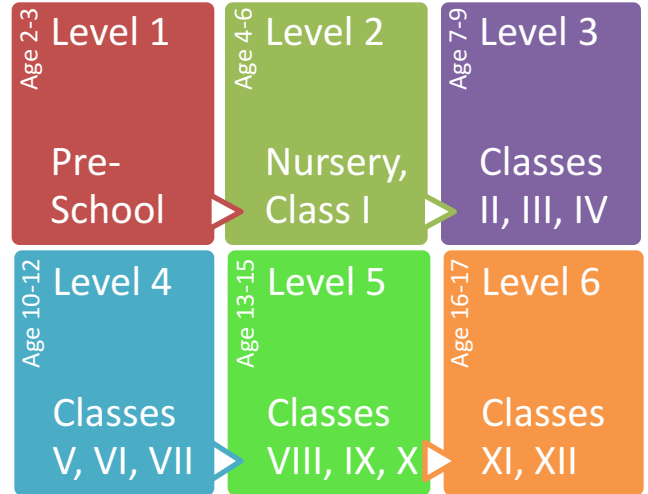 Age 2-3
Level 1
Pre-
School
Age 4-6
Level 2
Nursery,
Class I
Age 7-9
Level 3
Classes
II, III, IV
Age 10-12
Level 4
Classes
V, VI, VII
Age 13-15
Level 5
Classes
VIII, IX, X
Age 16-17
Level 6
Classes
XI, XII